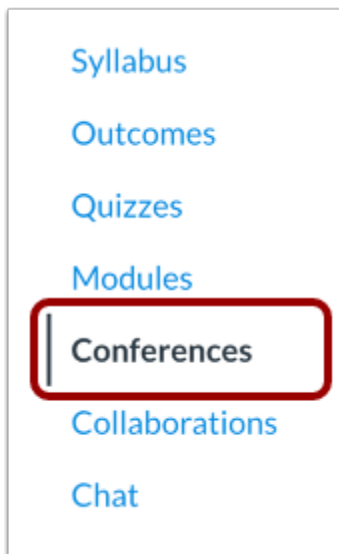 Syllabus
Outcomes
Quizzes
Modules
Conferences
Collaborations
Chat